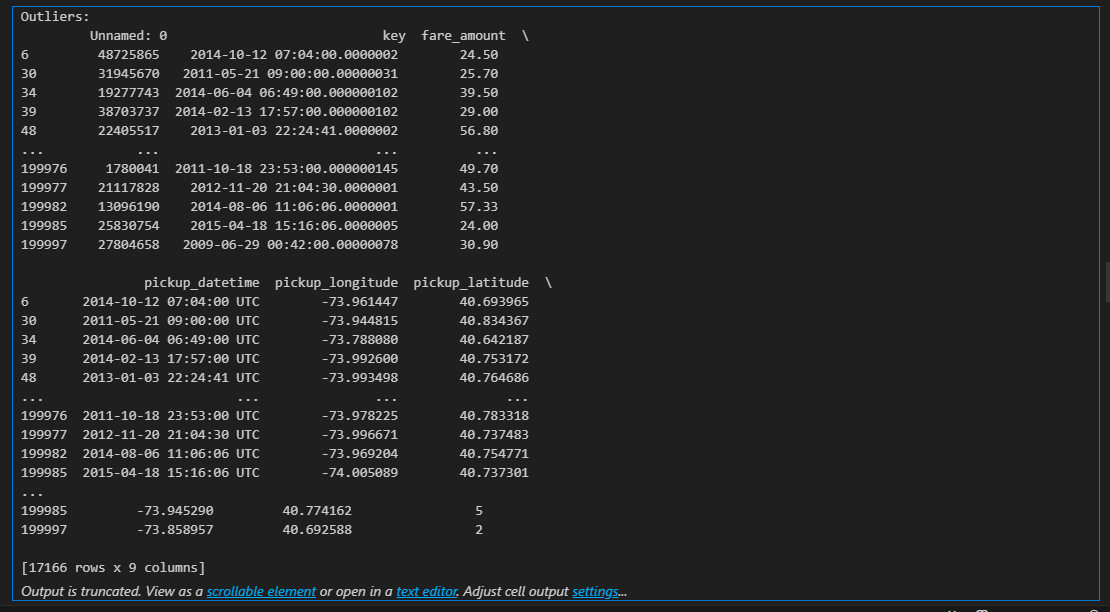 Outliers:
Unnamed: 0 key fare_amount \
6 48725865 2014-10-12 07:04:00.0000002 24.50
30 31945670 2011-05-21 09:00:00.00000031 25.70
34 19277743 2014-06-04 06:49:00.000000102 39.50
39 38703737 2014-02-13 17:57:00.000000102 29.00
48 22405517 2013-01-03 22:24:41.0000002 56.80
... ... ... ...
199976 1780041 2011-10-18 23:53:00.000000145 49.70
199977 21117828 2012-11-20 21:04:30.0000001 43.50
199982 13096190 2014-08-06 11:06:06.0000001 57.33
199985 25830754 2015-04-18 15:16:06.0000005 24.00
199997 27804658 2009-06-29 00:42:00.00000078 30.90
pickup_datetime pickup_longitude pickup_latitude \
6 2014-10-12 07:04:00 UTC -73.961447 40.693965
30 2011-05-21 09:00:00 UTC -73.944815 40.834367
34 2014-06-04 06:49:00 UTC -73.788080 40.642187
39 2014-02-13 17:57:00 UTC -73.992600 40.753172
48 2013-01-03 22:24:41 UTC -73.993498 40.764686
... ... ... ...
199976 2011-10-18 23:53:00 UTC -73.978225 40.783318
199977 2012-11-20 21:04:30 UTC -73.996671 40.737483
199982 2014-08-06 11:06:06 UTC -73.969204 40.754771
199985 2015-04-18 15:16:06 UTC -74.005089 40.737301
...
199985 -73.945290 40.774162 5
199997 -73.858957 40.692588 2
[17166 rows x 9 columns]
Output is truncated. View as a scrollable element or open in a text editor. Adjust cell output settings...